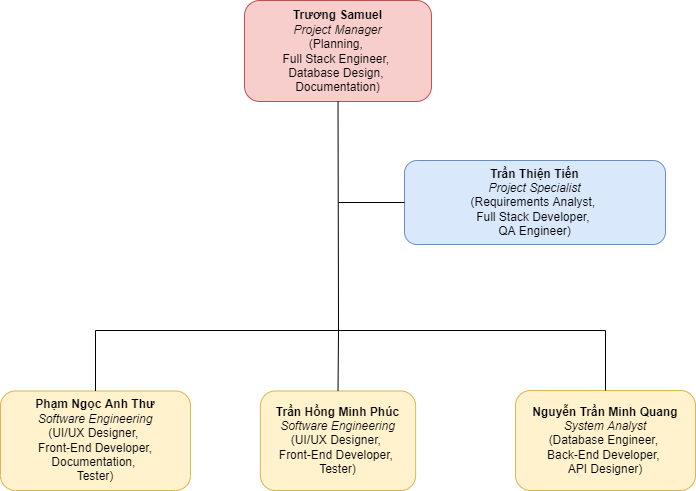 Trương Samuel
Project Manager
(Planning,
Full Stack Engineer,
Database Design,
Documentation)
Trần Thiện Tiến
Project Specialist
(Requirements Analyst,
Full Stack Developer,
QA Engineer)
Phạm Ngọc Anh Thư
Software Engineering
(UI/UX Designer,
Front-End Developer,
Documentation,
Tester)
Trần Hồng Minh Phúc
Software Engineering
(UI/UX Designer,
Front-End Developer,
Tester)
Nguyễn Trần Minh Quang
System Analyst
(Database Engineer,
Back-End Developer,
API Designer)